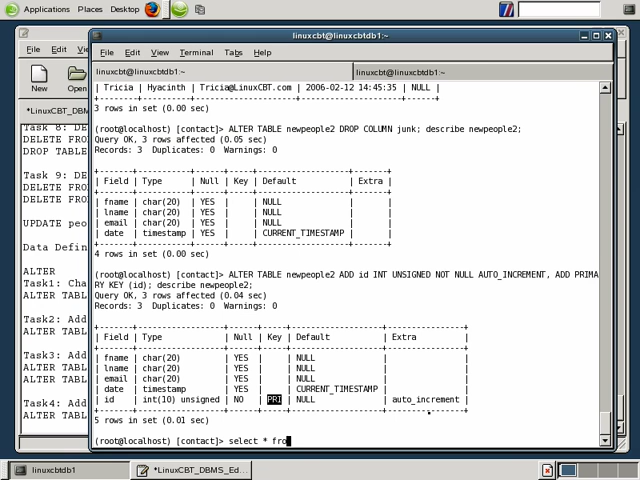 Applications Places Desktop
linuxcbt@linuxcbtdb1:~
File Edit View Terminal Tabs Help
linuxcbt@linuxcbtdb1:~ linuxcbt@linuxcbtdb1:~
File Edit Vi
New Open
*LinuxCBT_DBM
Task 8: DE
DELETE FRO
DROP TABLE
Task 9: DE
DELETE FRO
DELETE FRO
UPDATE peo
Data Defin
ALTER
Task1: Cha
ALTER TABL
Task2: Add
ALTER TABL
Task3: Add
ALTER TABL
Task4: Add
ALTER TABL
| Tricia | Hyacinth | Tricia@LinuxCBT.com | 2006-02-12 14:45:35 | NULL |
+--------+----------+---------------------+---------------------+------+
3 rows in set (0.00 sec)
(root@localhost) [contact]> ALTER TABLE newpeople2 DROP COLUMN junk; describe newpeople2;
Query OK, 3 rows affected (0.05 sec)
Records: 3  Duplicates: 0  Warnings: 0
+-------+-----------+------+-----+-------------------+-------+
| Field | Type      | Null | Key | Default           | Extra |
+-------+-----------+------+-----+-------------------+-------+
| fname | char(20)  | YES  |     | NULL              |       |
| lname | char(20)  | YES  |     | NULL              |       |
| email | char(20)  | YES  |     | NULL              |       |
| date  | timestamp | YES  |     | CURRENT_TIMESTAMP |       |
+-------+-----------+------+-----+-------------------+-------+
4 rows in set (0.00 sec)
(root@localhost) [contact]> ALTER TABLE newpeople2 ADD id INT UNSIGNED NOT NULL AUTO_INCREMENT, ADD PRIMA
RY KEY (id); describe newpeople2;
Query OK, 3 rows affected (0.04 sec)
Records: 3  Duplicates: 0  Warnings: 0
+-------+------------------+------+-----+-------------------+----------------+
| Field | Type             | Null | Key | Default           | Extra          |
+-------+------------------+------+-----+-------------------+----------------+
| fname | char(20)         | YES  |     | NULL              |                |
| lname | char(20)         | YES  |     | NULL              |                |
| email | char(20)         | YES  |     | NULL              |                |
| date  | timestamp        | YES  |     | CURRENT_TIMESTAMP |                |
| id    | int(10) unsigned | NO   | PRI | NULL              | auto_increment |
+-------+------------------+------+-----+-------------------+----------------+
5 rows in set (0.01 sec)
(root@localhost) [contact]> select * fro
linuxcbtdb1 *LinuxCBT_DBMS_Ed...